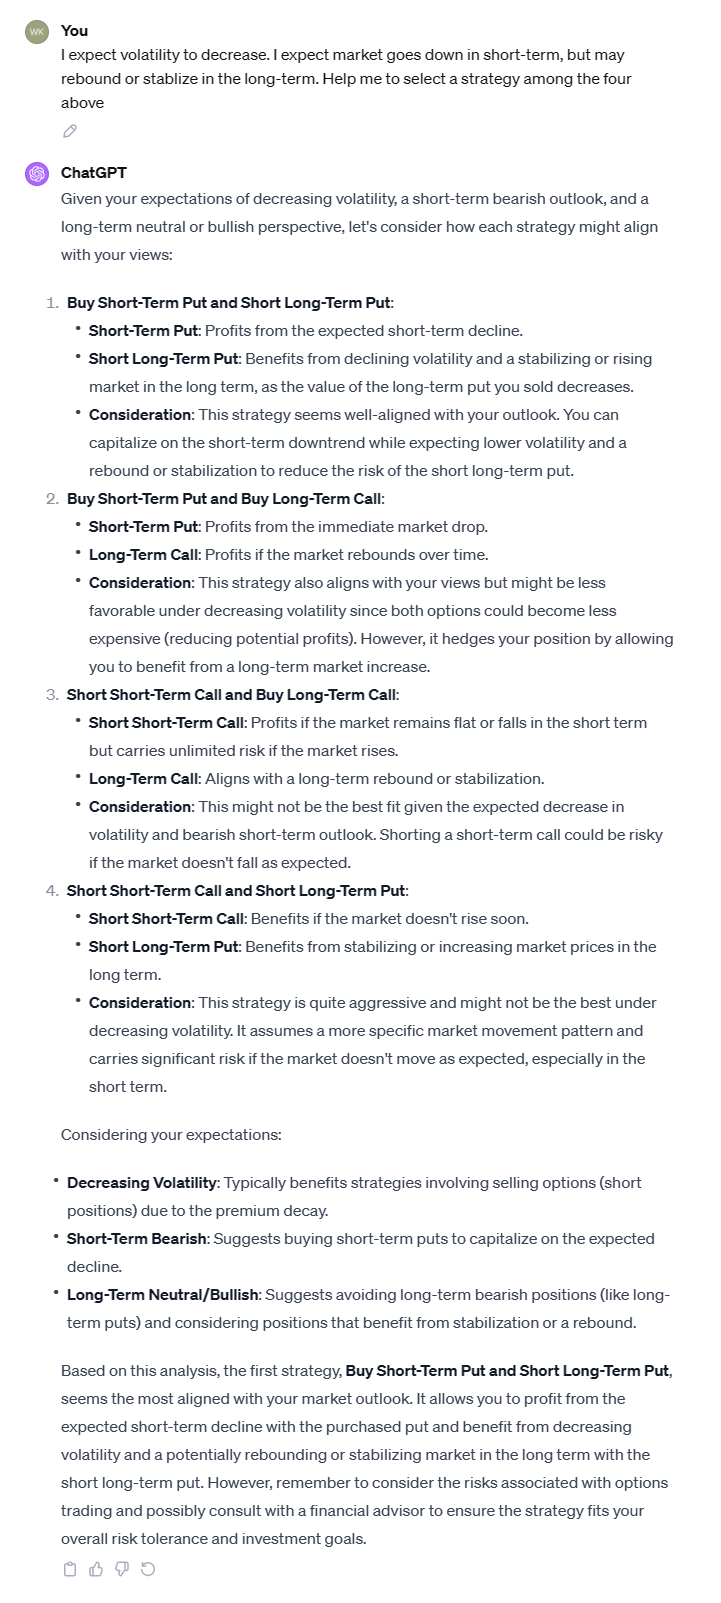 WK
You
I expect volatility to decrease. I expect market goes down in short-term, but may
rebound or stablize in the long-term. Help me to select a strategy among the four
above
ChatGPT
Given your expectations of decreasing volatility, a short-term bearish outlook, and a
long-term neutral or bullish perspective, let's consider how each strategy might align
with your views:
1. Buy Short-Term Put and Short Long-Term Put:
• Short-Term Put: Profits from the expected short-term decline.
• Short Long-Term Put: Benefits from declining volatility and a stabilizing or rising
market in the long term, as the value of the long-term put you sold decreases.
• Consideration: This strategy seems well-aligned with your outlook. You can
capitalize on the short-term downtrend while expecting lower volatility and a
rebound or stabilization to reduce the risk of the short long-term put.
2. Buy Short-Term Put and Buy Long-Term Call:
• Short-Term Put: Profits from the immediate market drop.
• Long-Term Call: Profits if the market rebounds over time.
• Consideration: This strategy also aligns with your views but might be less
favorable under decreasing volatility since both options could become less
expensive (reducing potential profits). However, it hedges your position by allowing
you to benefit from a long-term market increase.
3. Short Short-Term Call and Buy Long-Term Call:
• Short Short-Term Call: Profits if the market remains flat or falls in the short term
but carries unlimited risk if the market rises.
• Long-Term Call: Aligns with a long-term rebound or stabilization.
• Consideration: This might not be the best fit given the expected decrease in
volatility and bearish short-term outlook. Shorting a short-term call could be risky
if the market doesn't fall as expected.
4. Short Short-Term Call and Short Long-Term Put:
• Short Short-Term Call: Benefits if the market doesn't rise soon.
• Short Long-Term Put: Benefits from stabilizing or increasing market prices in the
long term.
• Consideration: This strategy is quite aggressive and might not be the best under
decreasing volatility. It assumes a more specific market movement pattern and
carries significant risk if the market doesn't move as expected, especially in the
short term.
Considering your expectations:
• Decreasing Volatility: Typically benefits strategies involving selling options (short
positions) due to the premium decay.
• Short-Term Bearish: Suggests buying short-term puts to capitalize on the expected
decline.
• Long-Term Neutral/Bullish: Suggests avoiding long-term bearish positions (like long-
term puts) and considering positions that benefit from stabilization or a rebound.
Based on this analysis, the first strategy, Buy Short-Term Put and Short Long-Term Put,
seems the most aligned with your market outlook. It allows you to profit from the
expected short-term decline with the purchased put and benefit from decreasing
volatility and a potentially rebounding or stabilizing market in the long term with the
short long-term put. However, remember to consider the risks associated with options
trading and possibly consult with a financial advisor to ensure the strategy fits your
overall risk tolerance and investment goals.